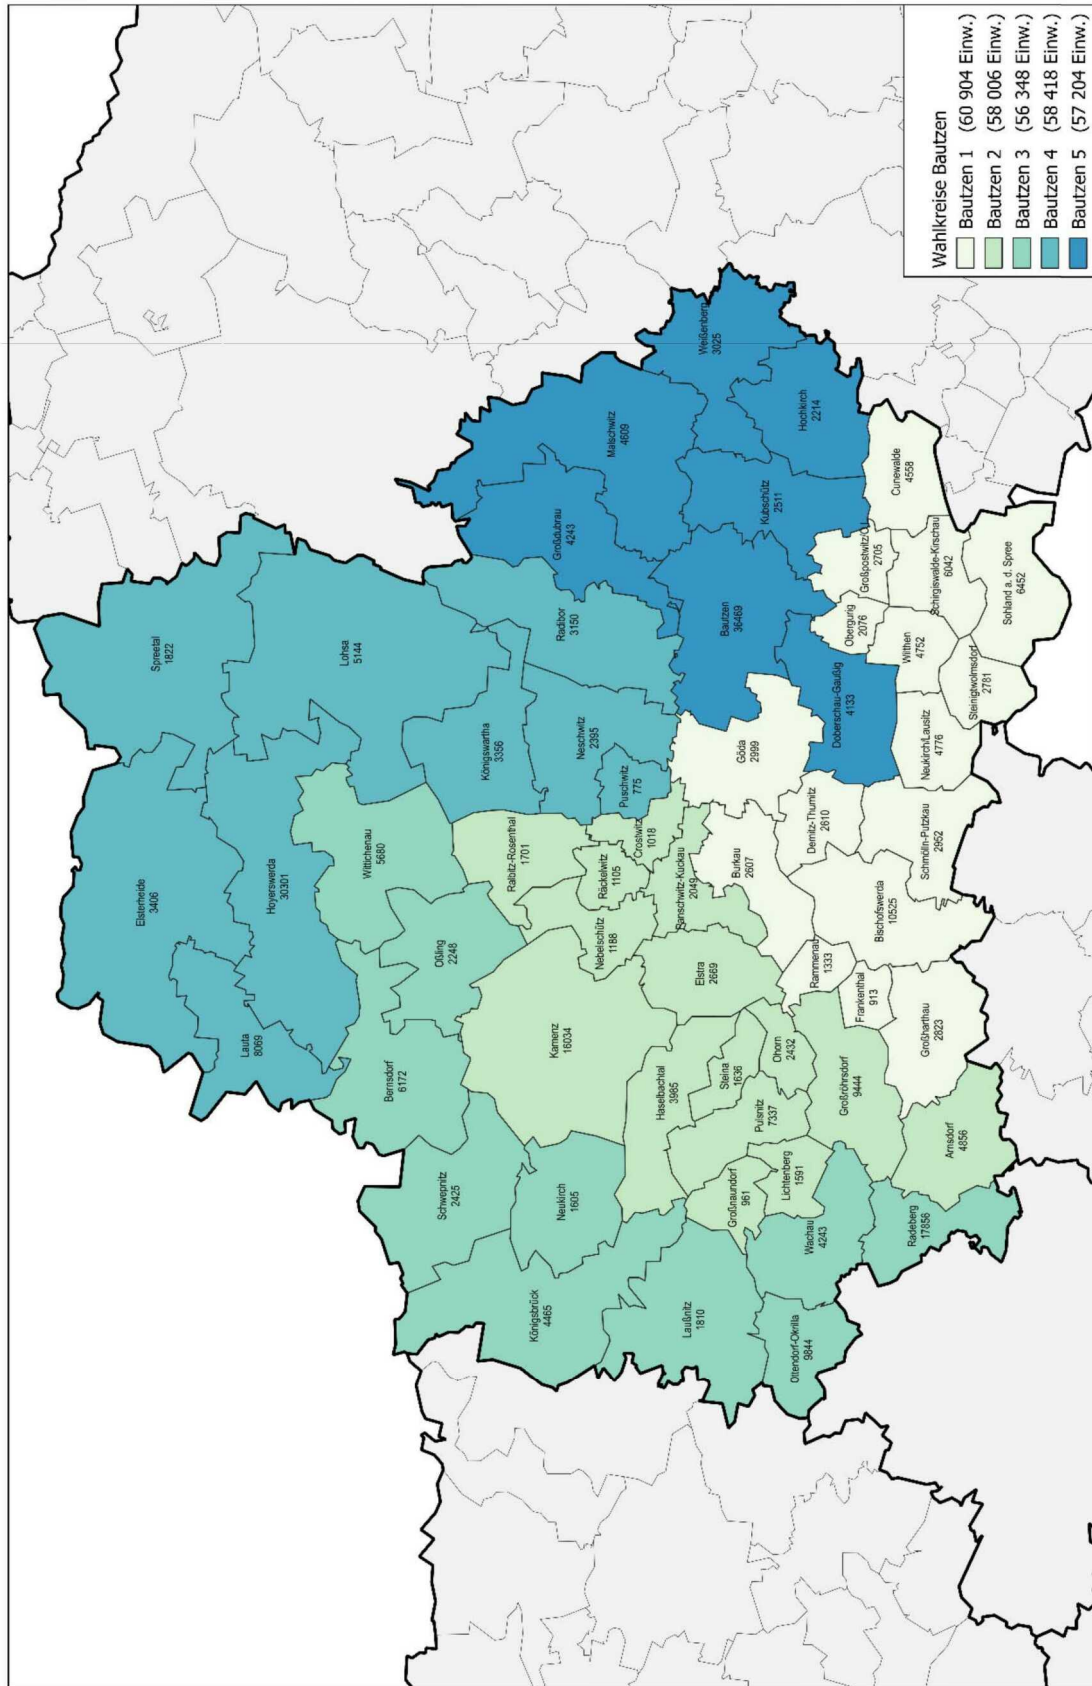 Elsterheide
3406
Spreetal
1822
Lauta
8069
Hoyerswerda
30301
Lohsa
5144
Bernsdorf
6172
Wittichenau
5680
Schwepnitz
2425
Oßling
2248
Königswartha
3356
Radibor
3150
Großdubrau
4243
Malschwitz
4609
Königsbrück
4465
Neukirch
1605
Kamenz
16034
Ralbitz-Rosenthal
1701
Neschwitz
2395
Nebelschütz
1188
Räckelwitz
1105
Crostwitz
1018
Puschwitz
775
Weißenberg
3025
Laußnitz
1810
Haselbachtal
3985
Elstra
2669
Panschwitz-Kuckau
2049
Göda
2999
Bautzen
36469
Kubschütz
2511
Hochkirch
2214
Großnaundorf
961
Steina
1636
Pulsnitz
7337
Ohorn
2432
Burkau
2607
Ottendorf-Okrilla
9844
Wachau
4243
Lichtenberg
1591
Großröhrsdorf
9444
Rammenau
1333
Demitz-Thumitz
2610
Doberschau-Gaußig
4133
Obergurig
2076
Großpostwitz/O.L.
2705
Cunewalde
4558
Radeberg
17858
Arnsdorf
4856
Frankenthal
913
Großharthau
2823
Bischofswerda
10525
Schmölln-Putzkau
2952
Neukirch/Lausitz
4776
Wilthen
4752
Schirgiswalde-Kirschau
6042
Steinigtwolmsdorf
2781
Sohland a. d. Spree
6452
Wahlkreise Bautzen
Bautzen 1 (60 904 Einw.)
Bautzen 2 (58 006 Einw.)
Bautzen 3 (56 348 Einw.)
Bautzen 4 (58 418 Einw.)
Bautzen 5 (57 204 Einw.)